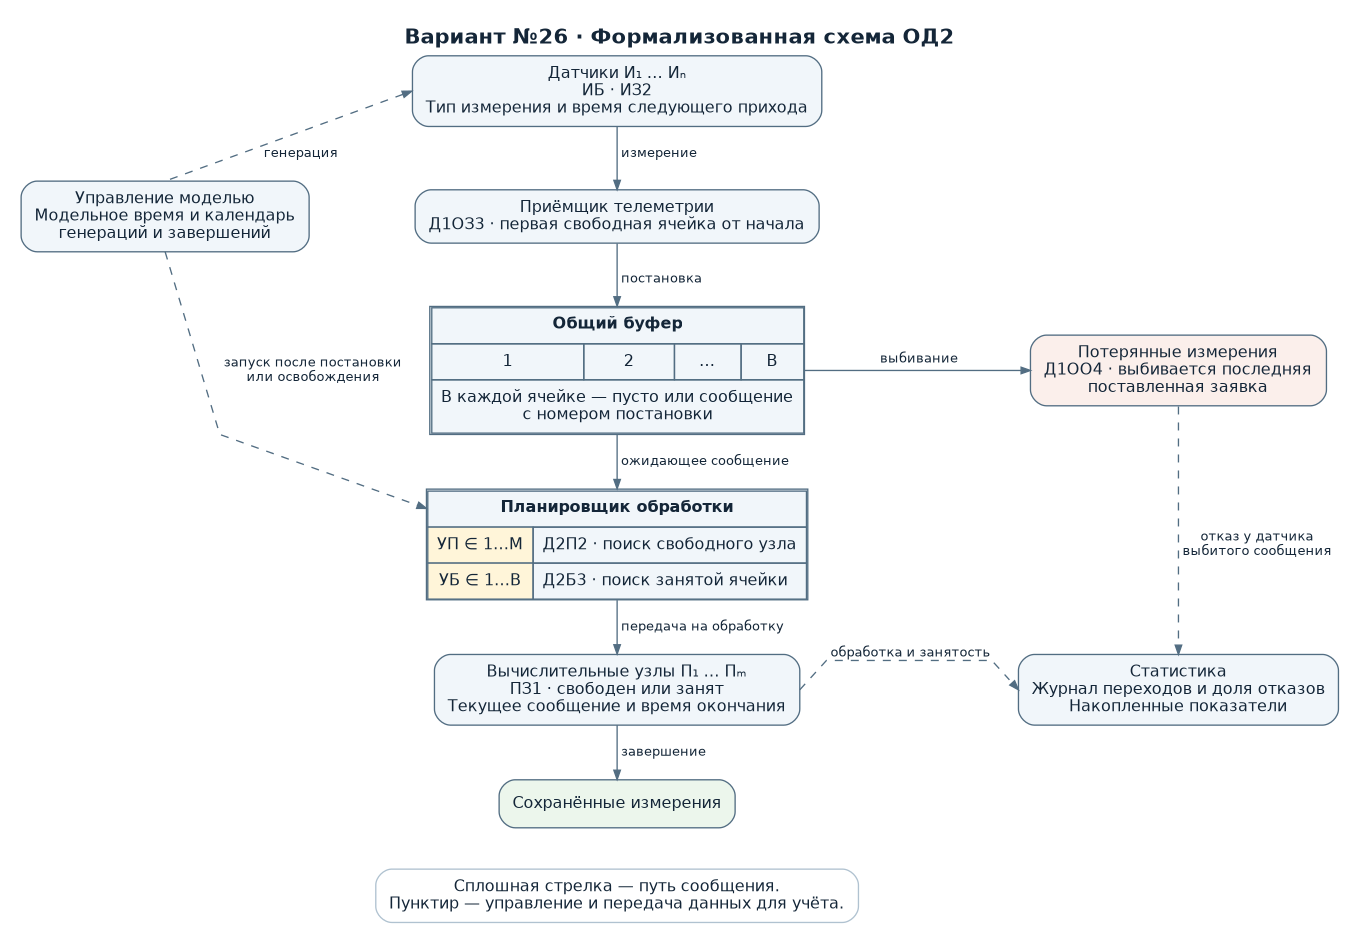 Вариант №26 · Формализованная схема ОД2
Датчики И₁ … Иₙ
ИБ · ИЗ2
Тип измерения и время следующего прихода
генерация
измерение
Управление моделью
Модельное время и календарь
генераций и завершений
Приёмщик телеметрии
Д1ОЗ3 · первая свободная ячейка от начала
постановка
Общий буфер
1
2
…
В
В каждой ячейке — пусто или сообщение
с номером постановки
выбивание
Потерянные измерения
Д1ОО4 · выбивается последняя
поставленная заявка
запуск после постановки
или освобождения
ожидающее сообщение
Планировщик обработки
УП ∈ 1…М
Д2П2 · поиск свободного узла
УБ ∈ 1…В
Д2Б3 · поиск занятой ячейки
отказ у датчика
выбитого сообщения
передача на обработку
Вычислительные узлы П₁ … Пₘ
ПЗ1 · свободен или занят
Текущее сообщение и время окончания
обработка и занятость
Статистика
Журнал переходов и доля отказов
Накопленные показатели
завершение
Сохранённые измерения
Сплошная стрелка — путь сообщения.
Пунктир — управление и передача данных для учёта.